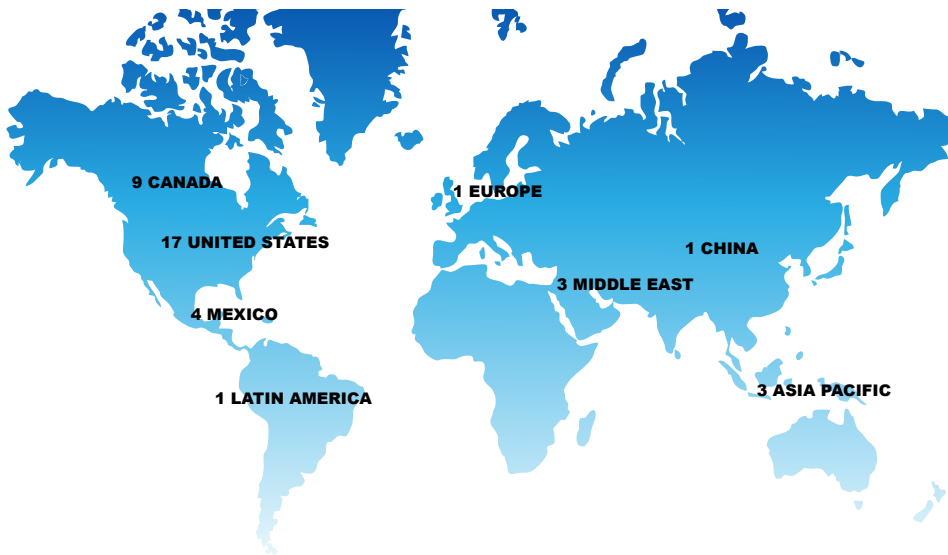 9 CANADA
1 EUROPE
17 UNITED STATES
1 CHINA
3 MIDDLE EAST
4 MEXICO
3 ASIA PACIFIC
1 LATIN AMERICA